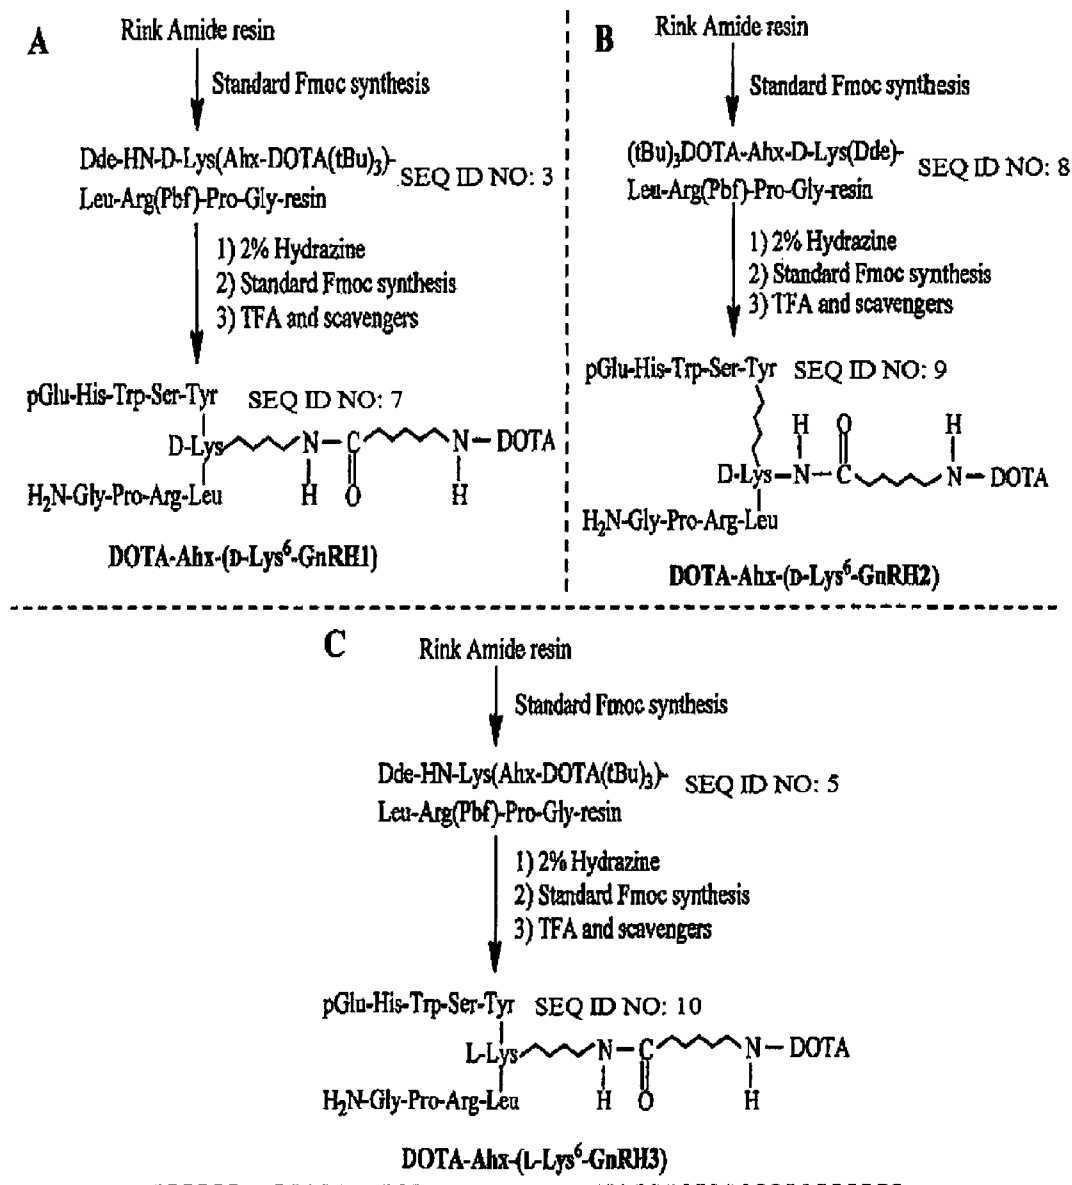 A
Rink Amide resin
Standard Fmoc synthesis
Dde-HN-D-Lys(Ahx-DOTA(tBu)₃)-
SEQ ID NO: 3
Leu-Arg(Pbf)-Pro-Gly-resin
1) 2% Hydrazine
2) Standard Fmoc synthesis
3) TFA and scavengers
pGlu-His-Trp-Ser-Tyr SEQ ID NO: 7
D-Lys N C N DOTA
H O H
H₂N-Gly-Pro-Arg-Leu
DOTA-Ahx-(D-Lys⁶-GnRH1)
B
Rink Amide resin
Standard Fmoc synthesis
(tBu)₃DOTA-Ahx-D-Lys(Dde)-
SEQ ID NO: 8
Leu-Arg(Pbf)-Pro-Gly-resin
1) 2% Hydrazine
2) Standard Fmoc synthesis
3) TFA and scavengers
pGlu-His-Trp-Ser-Tyr SEQ ID NO: 9
H O H
D-Lys-N-C N-DOTA
H₂N-Gly-Pro-Arg-Leu
DOTA-Ahx-(D-Lys⁶-GnRH2)
C
Rink Amide resin
Standard Fmoc synthesis
Dde-HN-Lys(Ahx-DOTA(tBu)₃)-
SEQ ID NO: 5
Leu-Arg(Pbf)-Pro-Gly-resin
1) 2% Hydrazine
2) Standard Fmoc synthesis
3) TFA and scavengers
pGlu-His-Trp-Ser-Tyr SEQ ID NO: 10
L-Lys N C N DOTA
H₂N-Gly-Pro-Arg-Leu H O H
DOTA-Ahx-(L-Lys⁶-GnRH3)